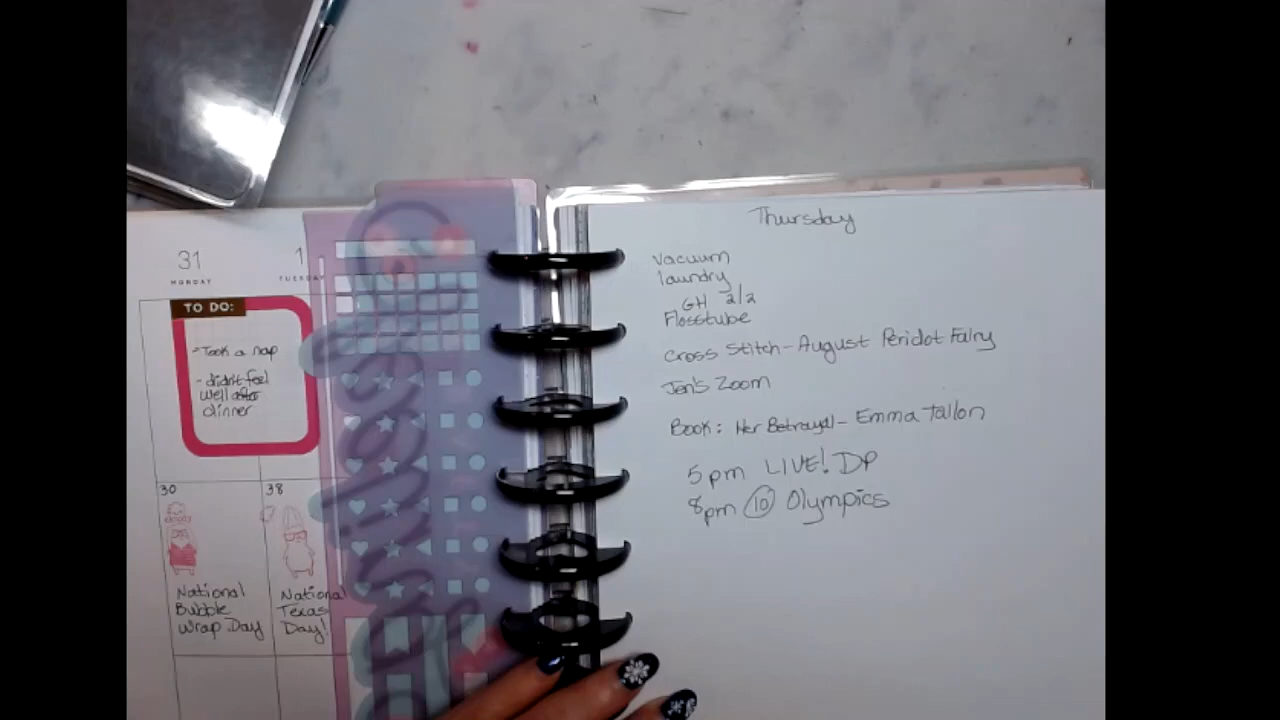 31
MONDAY
1
TUESDAY
TO DO:
- Took a nap
- didn't feel
well after
dinner
30
38
National
Bubble
Wrap Day
National
Texas
Day!
Thursday
Vacuum
laundry
GH 2/2
Flosstube
Cross Stitch - August Peridot Fairy
Jen's Zoom
Book: Her Betrayal - Emma Tallon
5pm LIVE! DP
8pm 10 Olympics